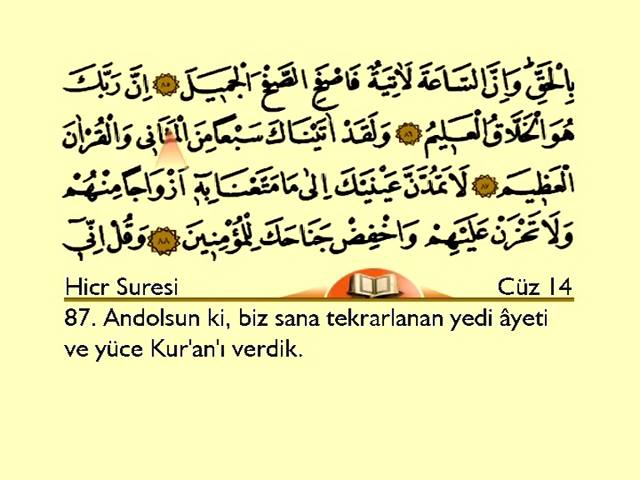 بِالْحَقِّ وَاِنَّ السَّاعَةَ لَاٰتِيَةٌ فَاصْفَحِ الصَّفْحَ الْجَمٖيلَ ﴿٨٥﴾ اِنَّ رَبَّكَ
هُوَ الْخَلَّاقُ الْعَلٖيمُ ﴿٨٦﴾ وَلَقَدْ اٰتَيْنَاكَ سَبْعًا مِنَ الْمَثَانٖى وَالْقُرْاٰنَ
الْعَظٖيمَ ﴿٨٧﴾ لَا تَمُدَّنَّ عَيْنَيْكَ اِلٰى مَا مَتَّعْنَا بِهٖٓ اَزْوَاجًا مِنْهُمْ
وَلَا تَحْزَنْ عَلَيْهِمْ وَاخْفِضْ جَنَاحَكَ لِلْمُؤْمِنٖينَ ﴿٨٨﴾ وَقُلْ اِنّٖٓى
Hicr Suresi Cüz 14
87. Andolsun ki, biz sana tekrarlanan yedi âyeti
ve yüce Kur'an'ı verdik.